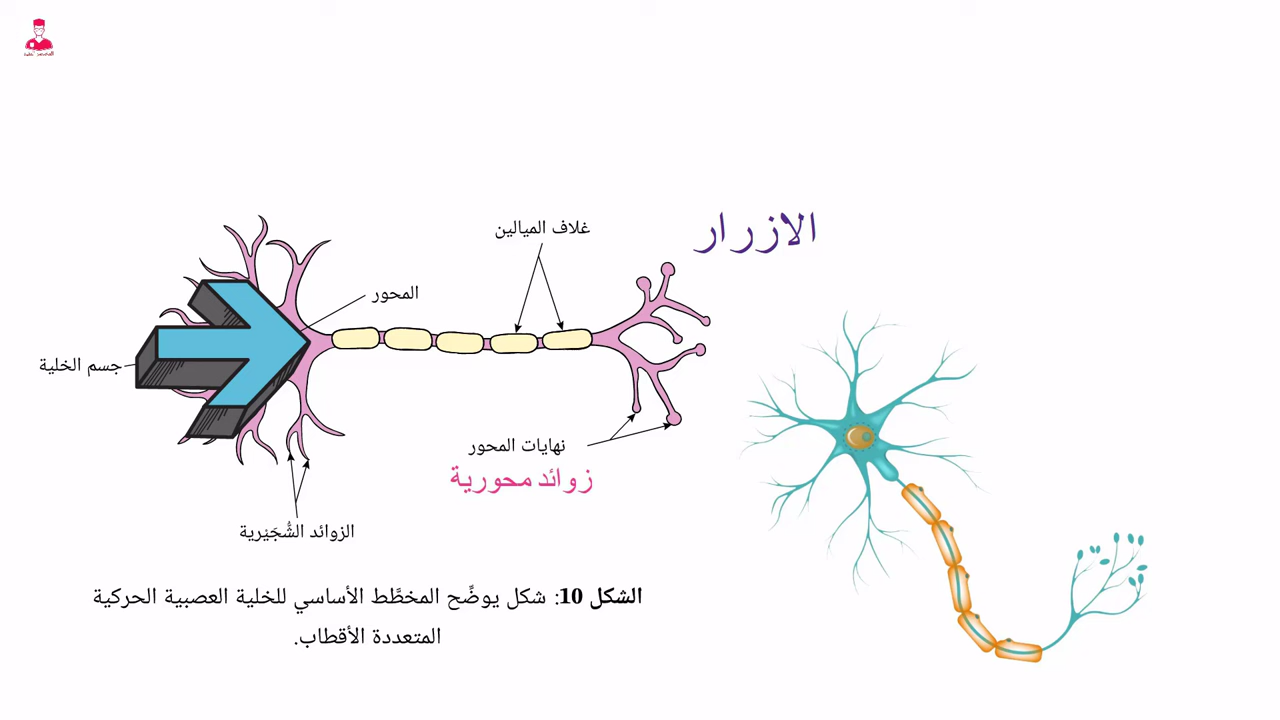 الازرار
غلاف الميالين
المحور
جسم الخلية
نهايات المحور
زوائد محورية
الزوائد الشُّجَيْرية
الشكل 10: شكل يوضِّح المخطَّط الأساسي للخلية العصبية الحركية
المتعددة الأقطاب.